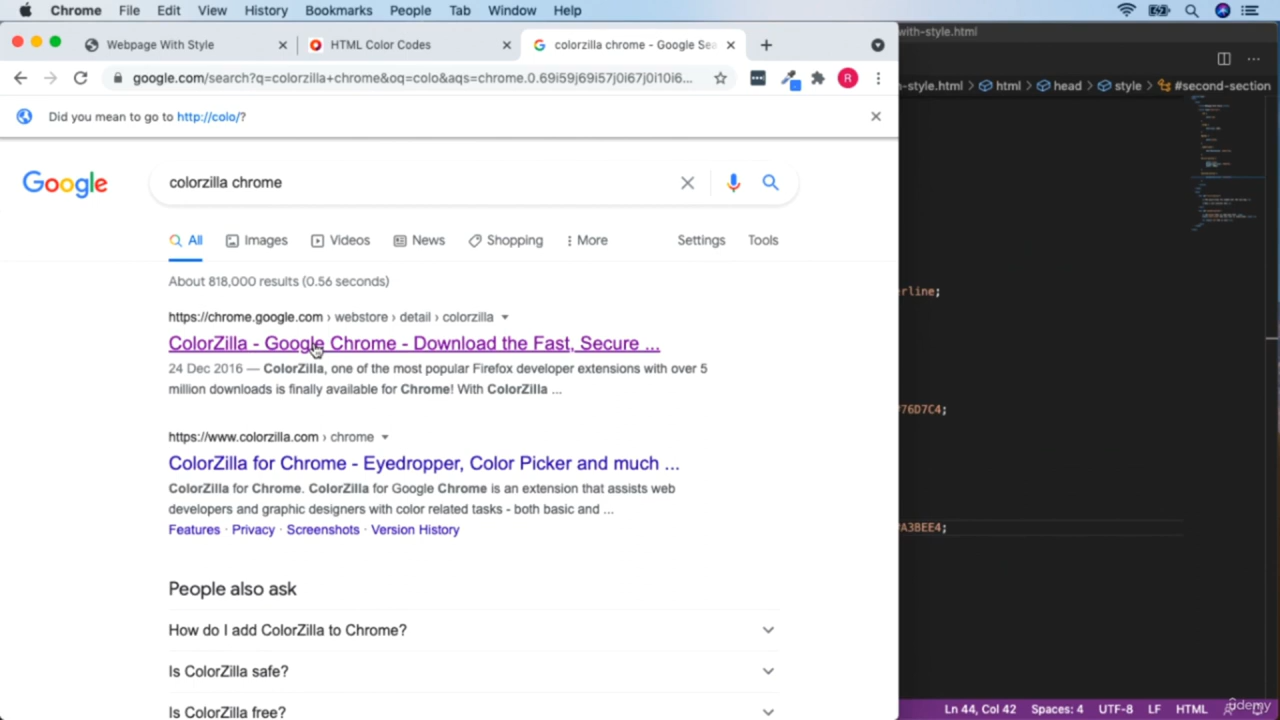 Chrome File Edit View History Bookmarks People Tab Window Help
Webpage With Style
HTML Color Codes
colorzilla chrome - Google Sea
with-style.html
google.com/search?q=colorzilla+chrome&oq=colo&aqs=chrome.0.69i59j69i57j0i67j0i10i6...
R
-style.html › html › head › style › #second-section
Did you mean to go to http://colo/?
Google
colorzilla chrome
All Images Videos News Shopping More Settings Tools
About 818,000 results (0.56 seconds)
https://chrome.google.com › webstore › detail › colorzilla
ColorZilla - Google Chrome - Download the Fast, Secure ...
24 Dec 2016 — ColorZilla, one of the most popular Firefox developer extensions with over 5
million downloads is finally available for Chrome! With ColorZilla ...
https://www.colorzilla.com › chrome
ColorZilla for Chrome - Eyedropper, Color Picker and much ...
ColorZilla for Chrome. ColorZilla for Google Chrome is an extension that assists web
developers and graphic designers with color related tasks - both basic and ...
Features · Privacy · Screenshots · Version History
People also ask
How do I add ColorZilla to Chrome?
Is ColorZilla safe?
Is ColorZilla free?
erline;
76D7C4;
A3BEE4;
Ln 44, Col 42 Spaces: 4 UTF-8 LF HTML
udemy